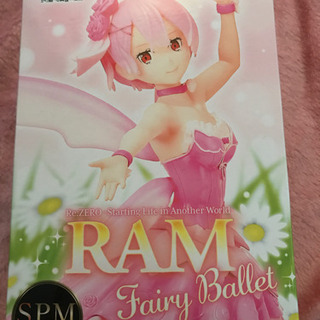 Re:ZERO -Starting Life in Another World-
RAM
Fairy Ballet
SPM